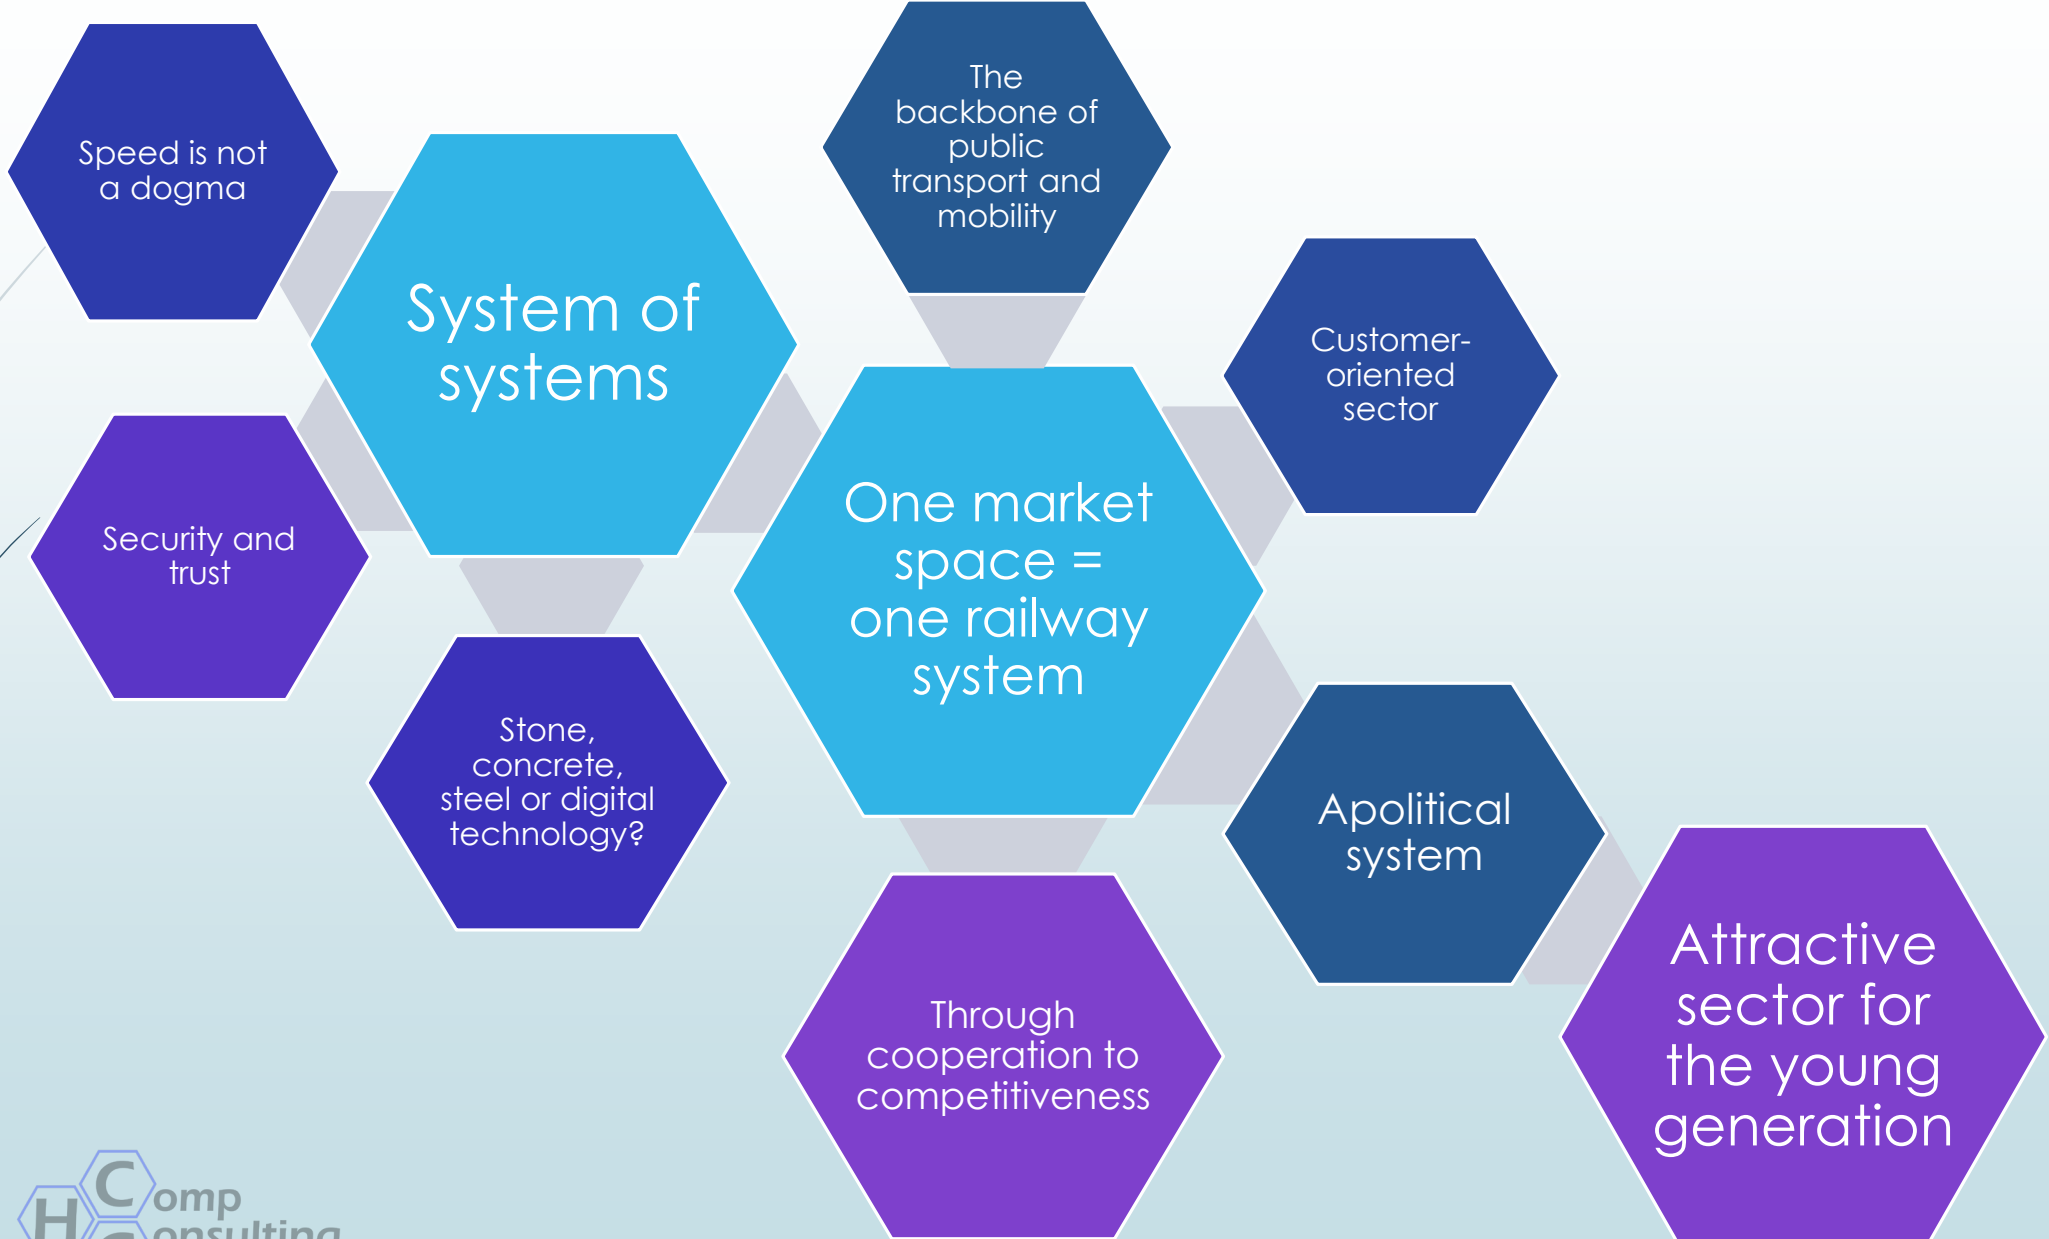 Speed is not
a dogma
System of
systems
Security and
trust
Stone,
concrete,
steel or digital
technology?
The
backbone of
public
transport and
mobility
One market
space =
one railway
system
Customer-
oriented
sector
Apolitical
system
Through
cooperation to
competitiveness
Attractive
sector for
the young
generation
Comp
H Consulting